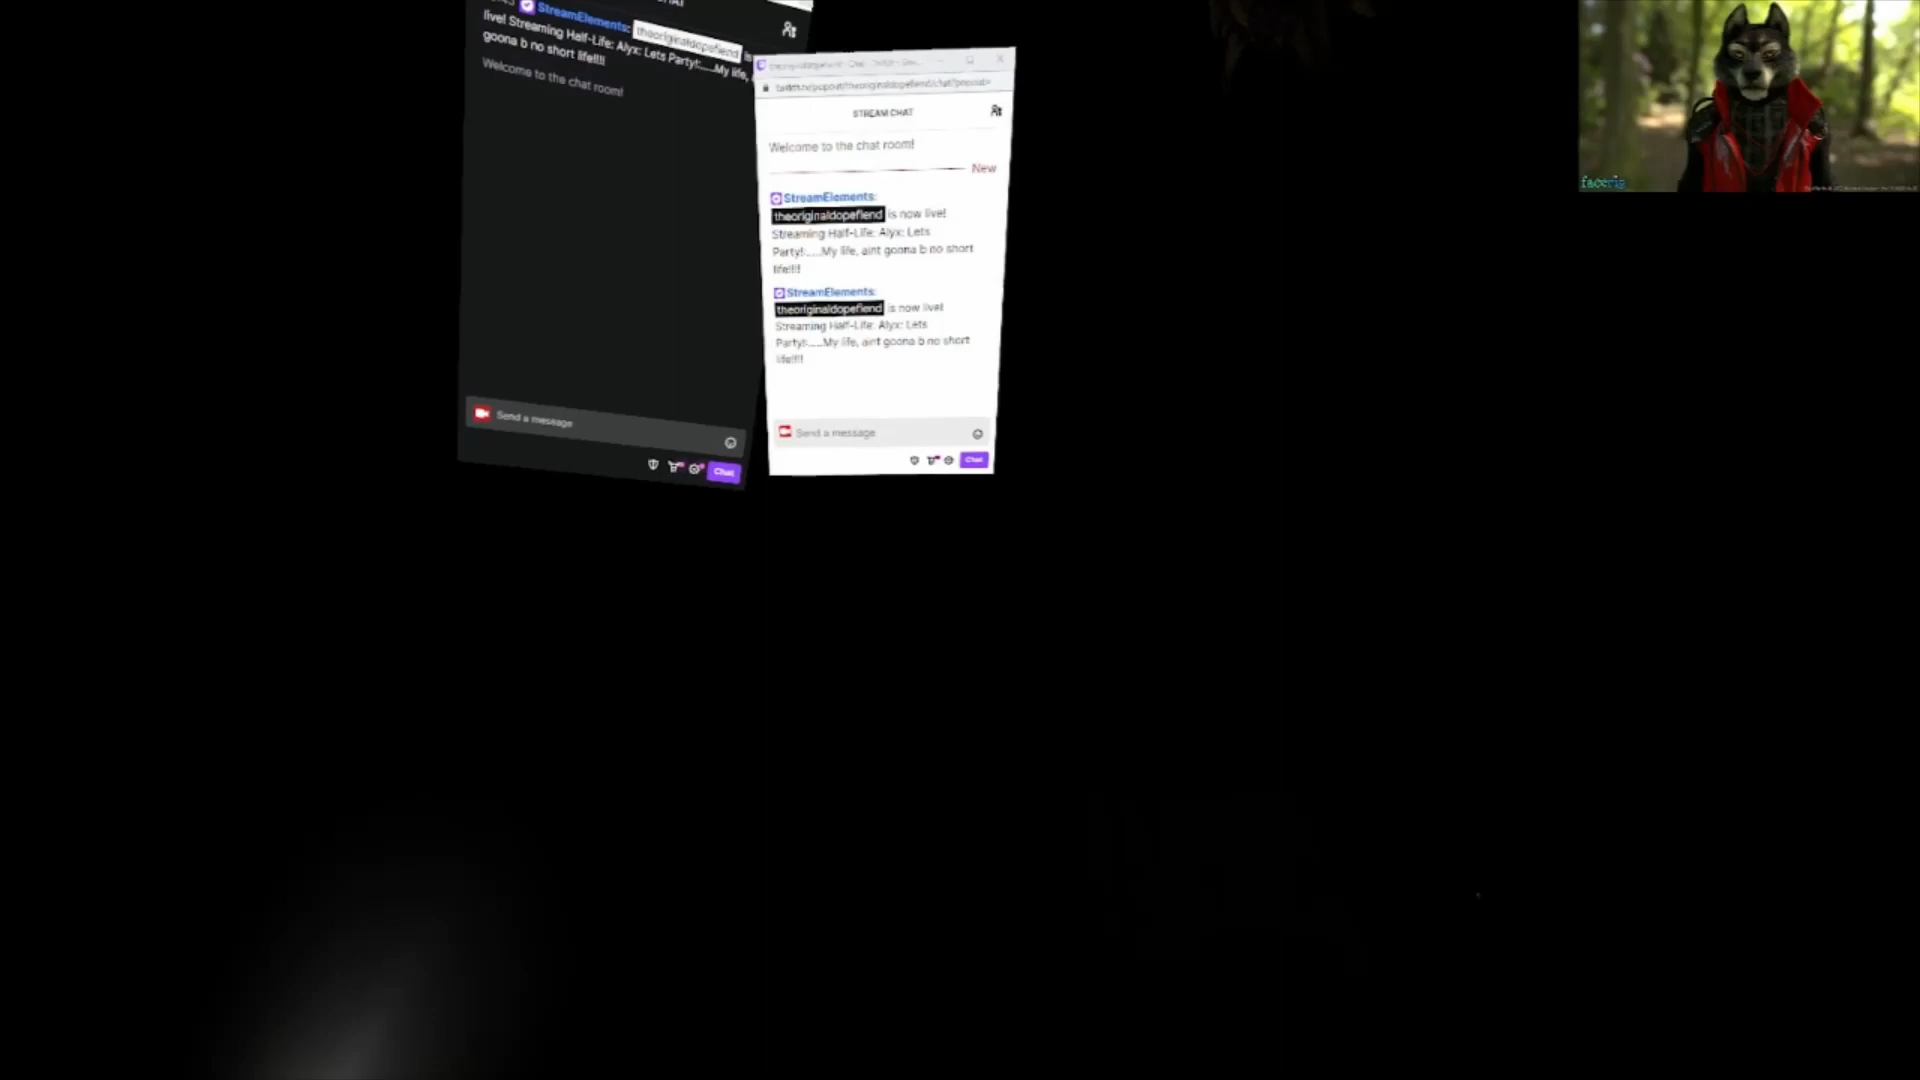 StreamElements: theoriginaldopefiend is
live! Streaming Half-Life: Alyx: Lets Party!:.....My life,
goona b no short life!!!!
Welcome to the chat room!
Send a message
Chat
STREAM CHAT
Welcome to the chat room!
New
StreamElements:
theoriginaldopefiend is now live!
Streaming Half-Life: Alyx: Lets
Party!:.....My life, aint goona b no short
life!!!!
StreamElements:
theoriginaldopefiend is now live!
Streaming Half-Life: Alyx: Lets
Party!:.....My life, aint goona b no short
life!!!!
Send a message
Chat
facerig